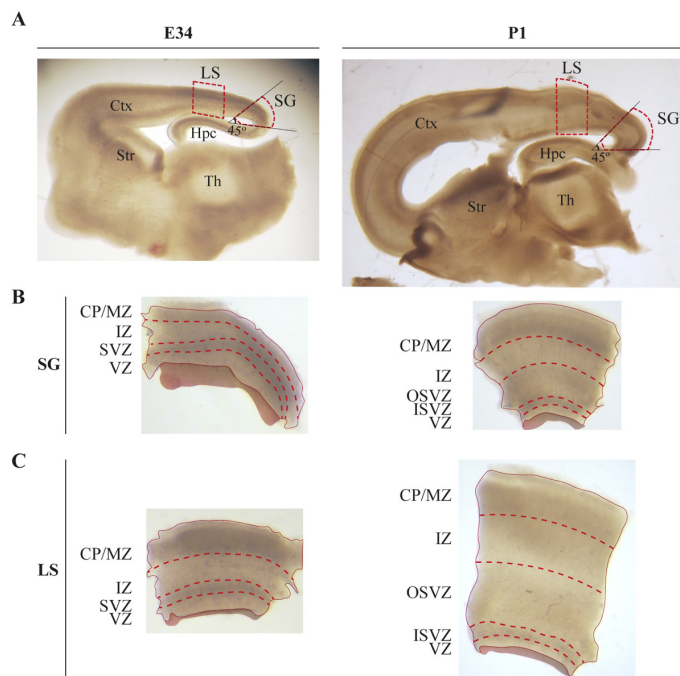 A
E34
P1
LS
SG
45º
Ctx
Hpc
Str
Th
LS
SG
45º
Ctx
Hpc
Str
Th
B
SG
CP/MZ
IZ
SVZ
VZ
CP/MZ
IZ
OSVZ
ISVZ
VZ
C
LS
CP/MZ
IZ
SVZ
VZ
CP/MZ
IZ
OSVZ
ISVZ
VZ